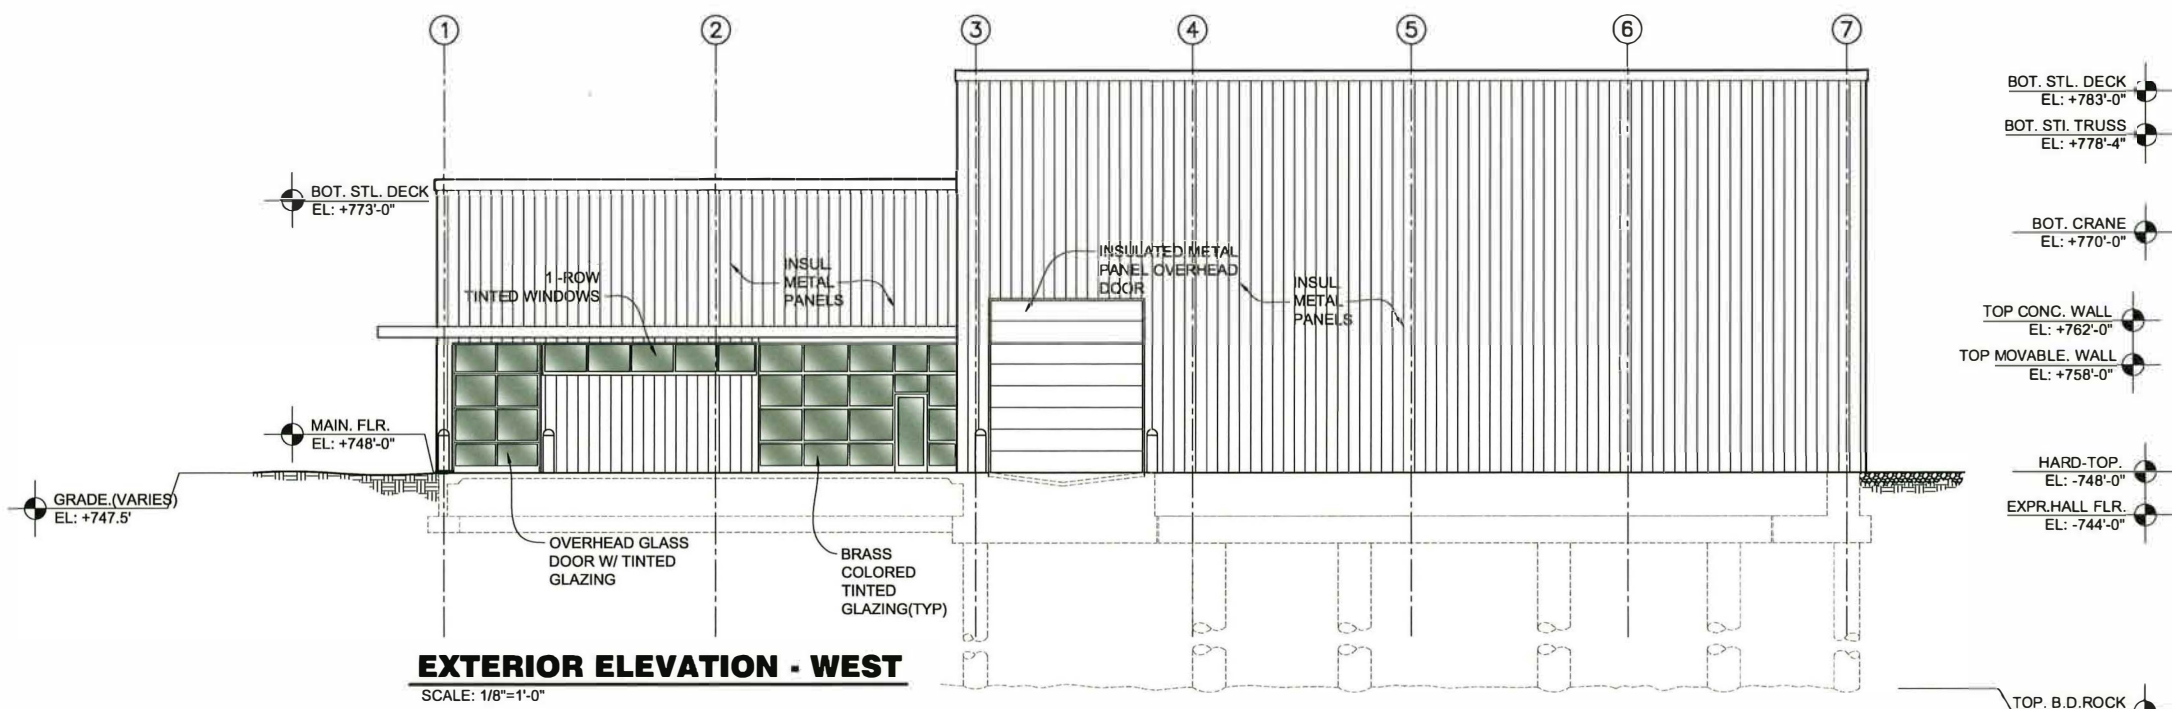 1
2
3
4
5
6
7
BOT. STL. DECK
EL: +783'-0"
BOT. STI. TRUSS
EL: +778'-4"
BOT. STL. DECK
EL: +773'-0"
BOT. CRANE
EL: +770'-0"
1-ROW
TINTED WINDOWS
INSUL
METAL
PANELS
INSULATED METAL
PANEL OVERHEAD
DOOR
INSUL
METAL
PANELS
TOP CONC. WALL
EL: +762'-0"
TOP MOVABLE. WALL
EL: +758'-0"
MAIN. FLR.
EL: +748'-0"
HARD-TOP.
EL: -748'-0"
GRADE.(VARIES)
EL: +747.5'
EXPR.HALL FLR.
EL: -744'-0"
OVERHEAD GLASS
DOOR W/ TINTED
GLAZING
BRASS
COLORED
TINTED
GLAZING(TYP)
EXTERIOR ELEVATION - WEST
SCALE: 1/8"=1'-0"
TOP. B.D.ROCK